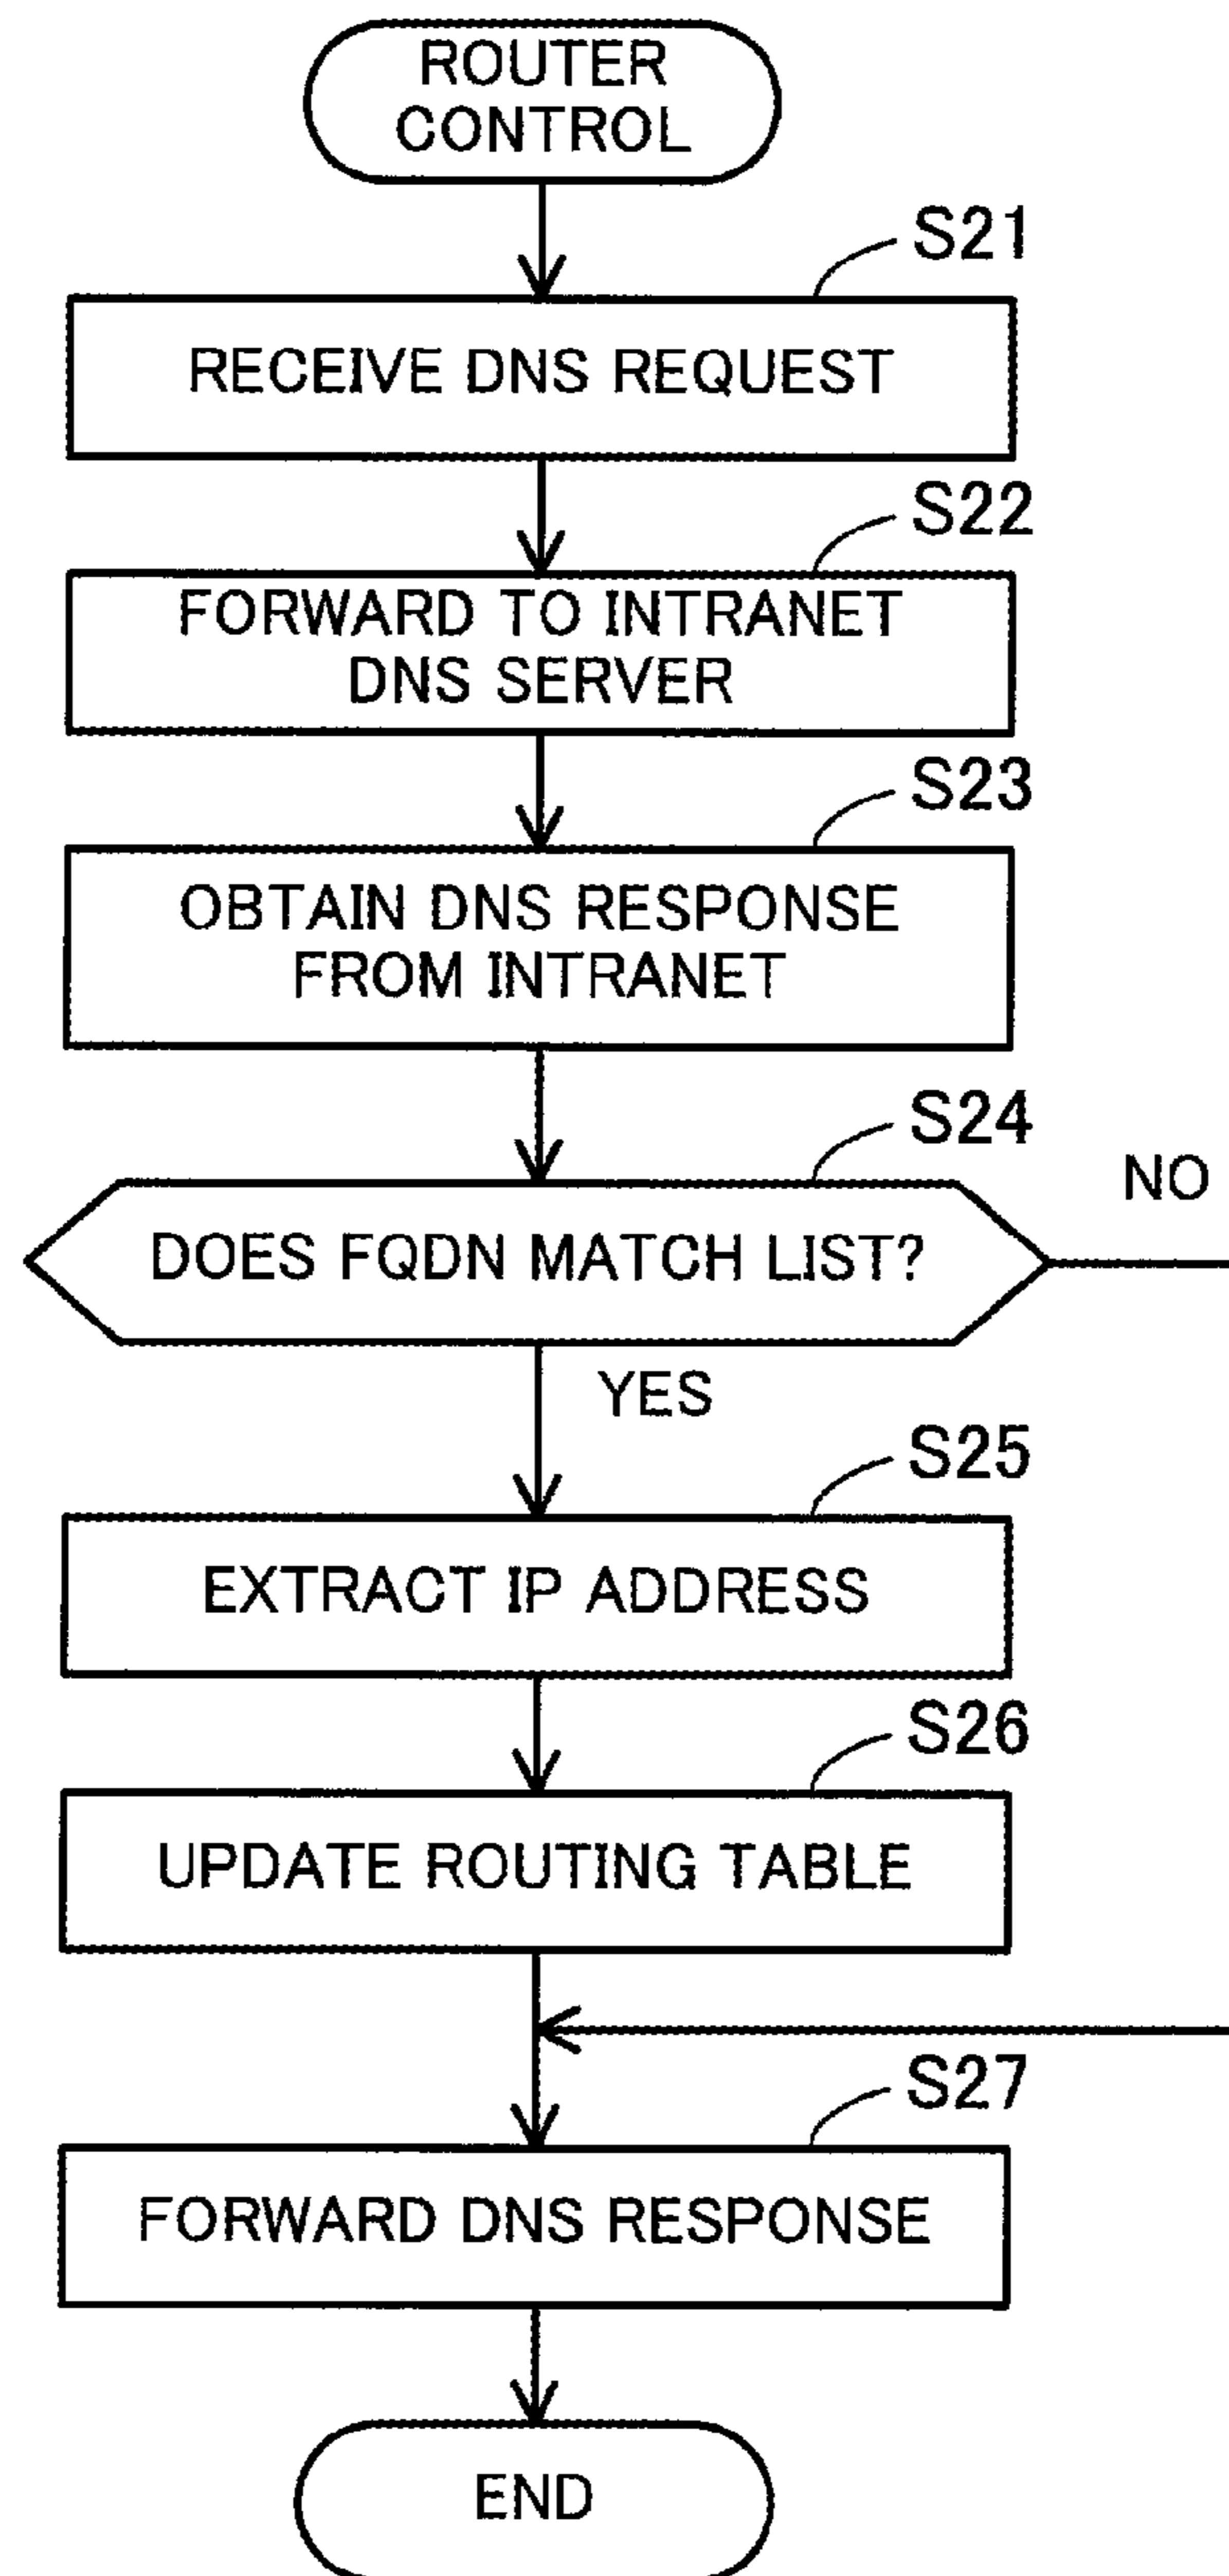 ROUTER
CONTROL
S21
RECEIVE DNS REQUEST
S22
FORWARD TO INTRANET
DNS SERVER
S23
OBTAIN DNS RESPONSE
FROM INTRANET
S24
NO
DOES FQDN MATCH LIST?
YES
S25
EXTRACT IP ADDRESS
S26
UPDATE ROUTING TABLE
S27
FORWARD DNS RESPONSE
END